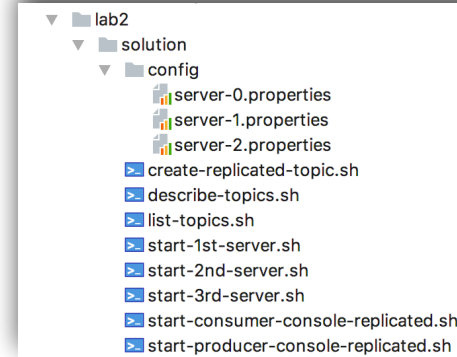 lab2
solution
config
server-0.properties
server-1.properties
server-2.properties
create-replicated-topic.sh
describe-topics.sh
list-topics.sh
start-1st-server.sh
start-2nd-server.sh
start-3rd-server.sh
start-consumer-console-replicated.sh
start-producer-console-replicated.sh